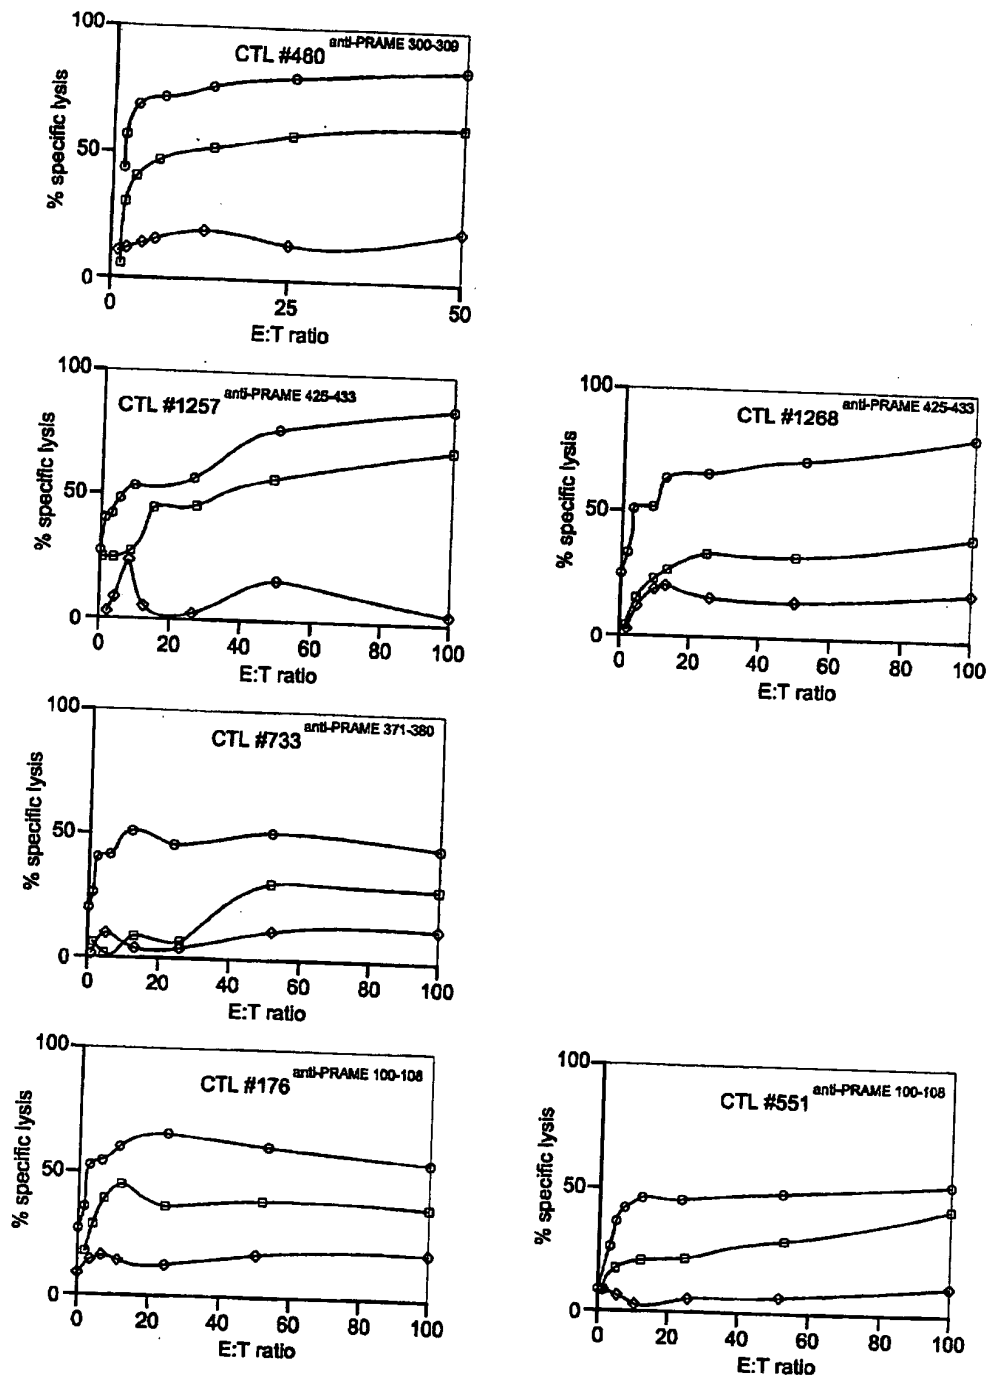 100
CTL #460 anti-PRAME 300-309
% specific lysis
50
0
0 25 50
E:T ratio
100
CTL #1257 anti-PRAME 425-433
% specific lysis
50
0
0 20 40 60 80 100
E:T ratio
100
CTL #1268 anti-PRAME 425-433
% specific lysis
50
0
0 20 40 60 80 100
E:T ratio
100
CTL #733 anti-PRAME 371-380
% specific lysis
50
0
0 20 40 60 80 100
E:T ratio
100
CTL #176 anti-PRAME 100-108
% specific lysis
50
0
0 20 40 60 80 100
E:T ratio
100
CTL #551 anti-PRAME 100-108
% specific lysis
50
0
0 20 40 60 80 100
E:T ratio